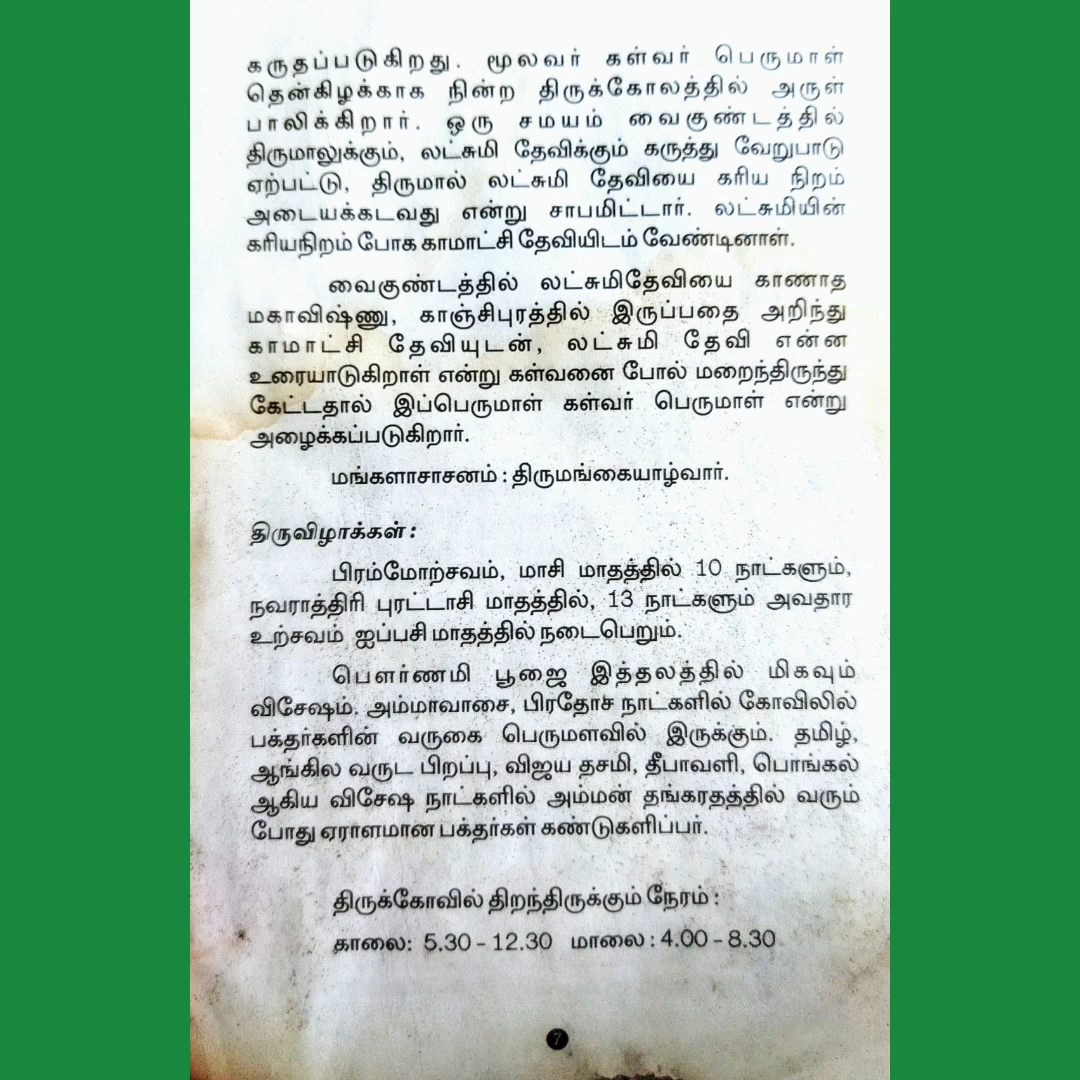 கருதப்படுகிறது. மூலவர் கள்வர் பெருமாள்
தென்கிழக்காக நின்ற திருக்கோலத்தில் அருள்
பாலிக்கிறார். ஒரு சமயம் வைகுண்டத்தில்
திருமாலுக்கும், லட்சுமி தேவிக்கும் கருத்து வேறுபாடு
ஏற்பட்டு, திருமால் லட்சுமி தேவியை கரிய நிறம்
அடையக்கடவது என்று சாபமிட்டார். லட்சுமியின்
கரியநிறம் போக காமாட்சி தேவியிடம் வேண்டினாள்.
வைகுண்டத்தில் லட்சுமிதேவியை காணாத
மகாவிஷ்ணு, காஞ்சிபுரத்தில் இருப்பதை அறிந்து
காமாட்சி தேவியுடன், லட்சுமி தேவி என்ன
உரையாடுகிறாள் என்று கள்வனை போல் மறைந்திருந்து
கேட்டதால் இப்பெருமாள் கள்வர் பெருமாள் என்று
அழைக்கப்படுகிறார்.
மங்களாசாசனம் : திருமங்கையாழ்வார்.
திருவிழாக்கள் :
பிரம்மோற்சவம், மாசி மாதத்தில் 10 நாட்களும்,
நவராத்திரி புரட்டாசி மாதத்தில், 13 நாட்களும் அவதார
உற்சவம் ஐப்பசி மாதத்தில் நடைபெறும்.
பௌர்ணமி பூஜை இத்தலத்தில் மிகவும்
விசேஷம். அம்மாவாசை, பிரதோச நாட்களில் கோவிலில்
பக்தர்களின் வருகை பெருமளவில் இருக்கும். தமிழ்,
ஆங்கில வருட பிறப்பு, விஜய தசமி, தீபாவளி, பொங்கல்
ஆகிய விசேஷ நாட்களில் அம்மன் தங்கரதத்தில் வரும்
போது ஏராளமான பக்தர்கள் கண்டுகளிப்பர்.
திருக்கோவில் திறந்திருக்கும் நேரம் :
காலை: 5.30 - 12.30 மாலை : 4.00 - 8.30
7